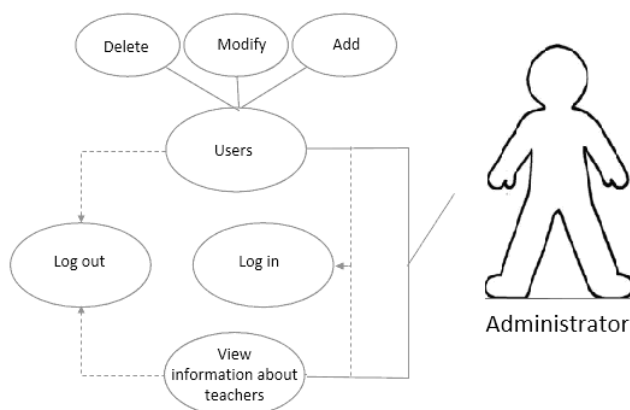 Delete
Modify
Add
Users
Log out
Log in
View
information about
teachers
Administrator